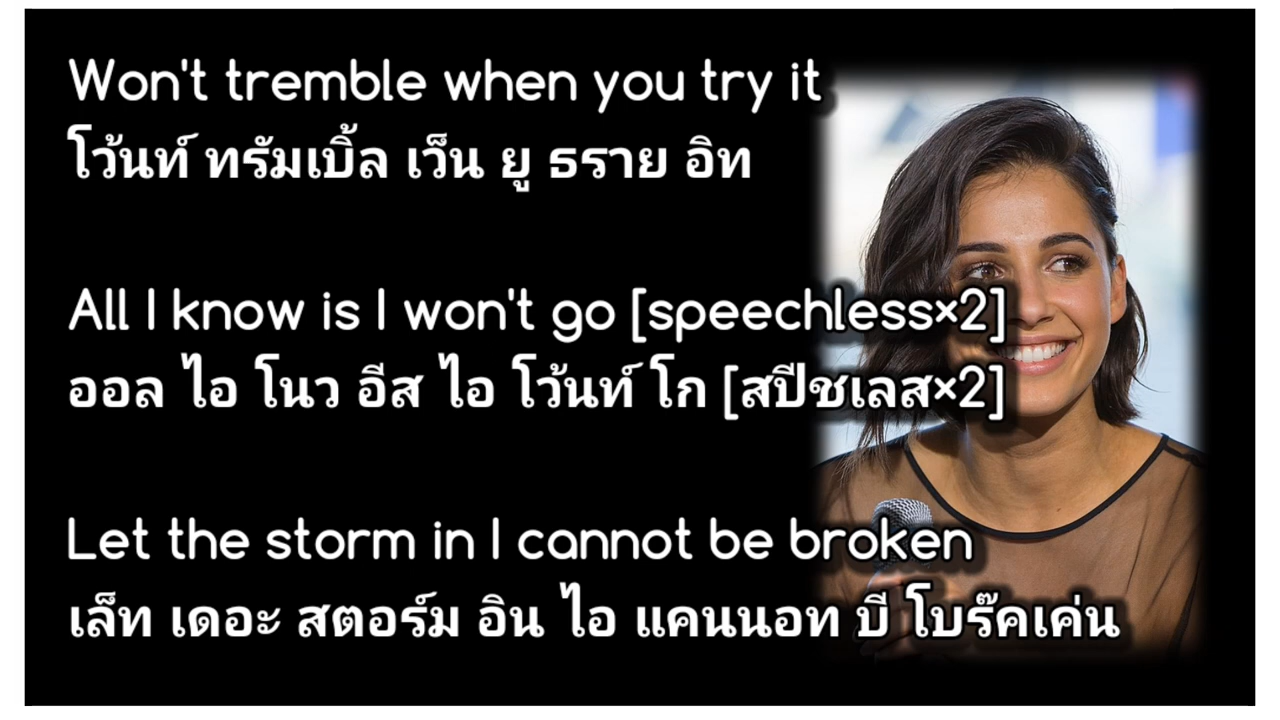 Won't tremble when you try it
โว้นท์ ทรัมเบิ้ล เว็น ยู ธราย อิท
All I know is I won't go [speechless×2]
ออล ไอ โนว อีส ไอ โว้นท์ โก [สปีชเลส×2]
Let the storm in I cannot be broken
เล็ท เดอะ สตอร์ม อิน ไอ แคนนอท บี โบร๊คเค่น